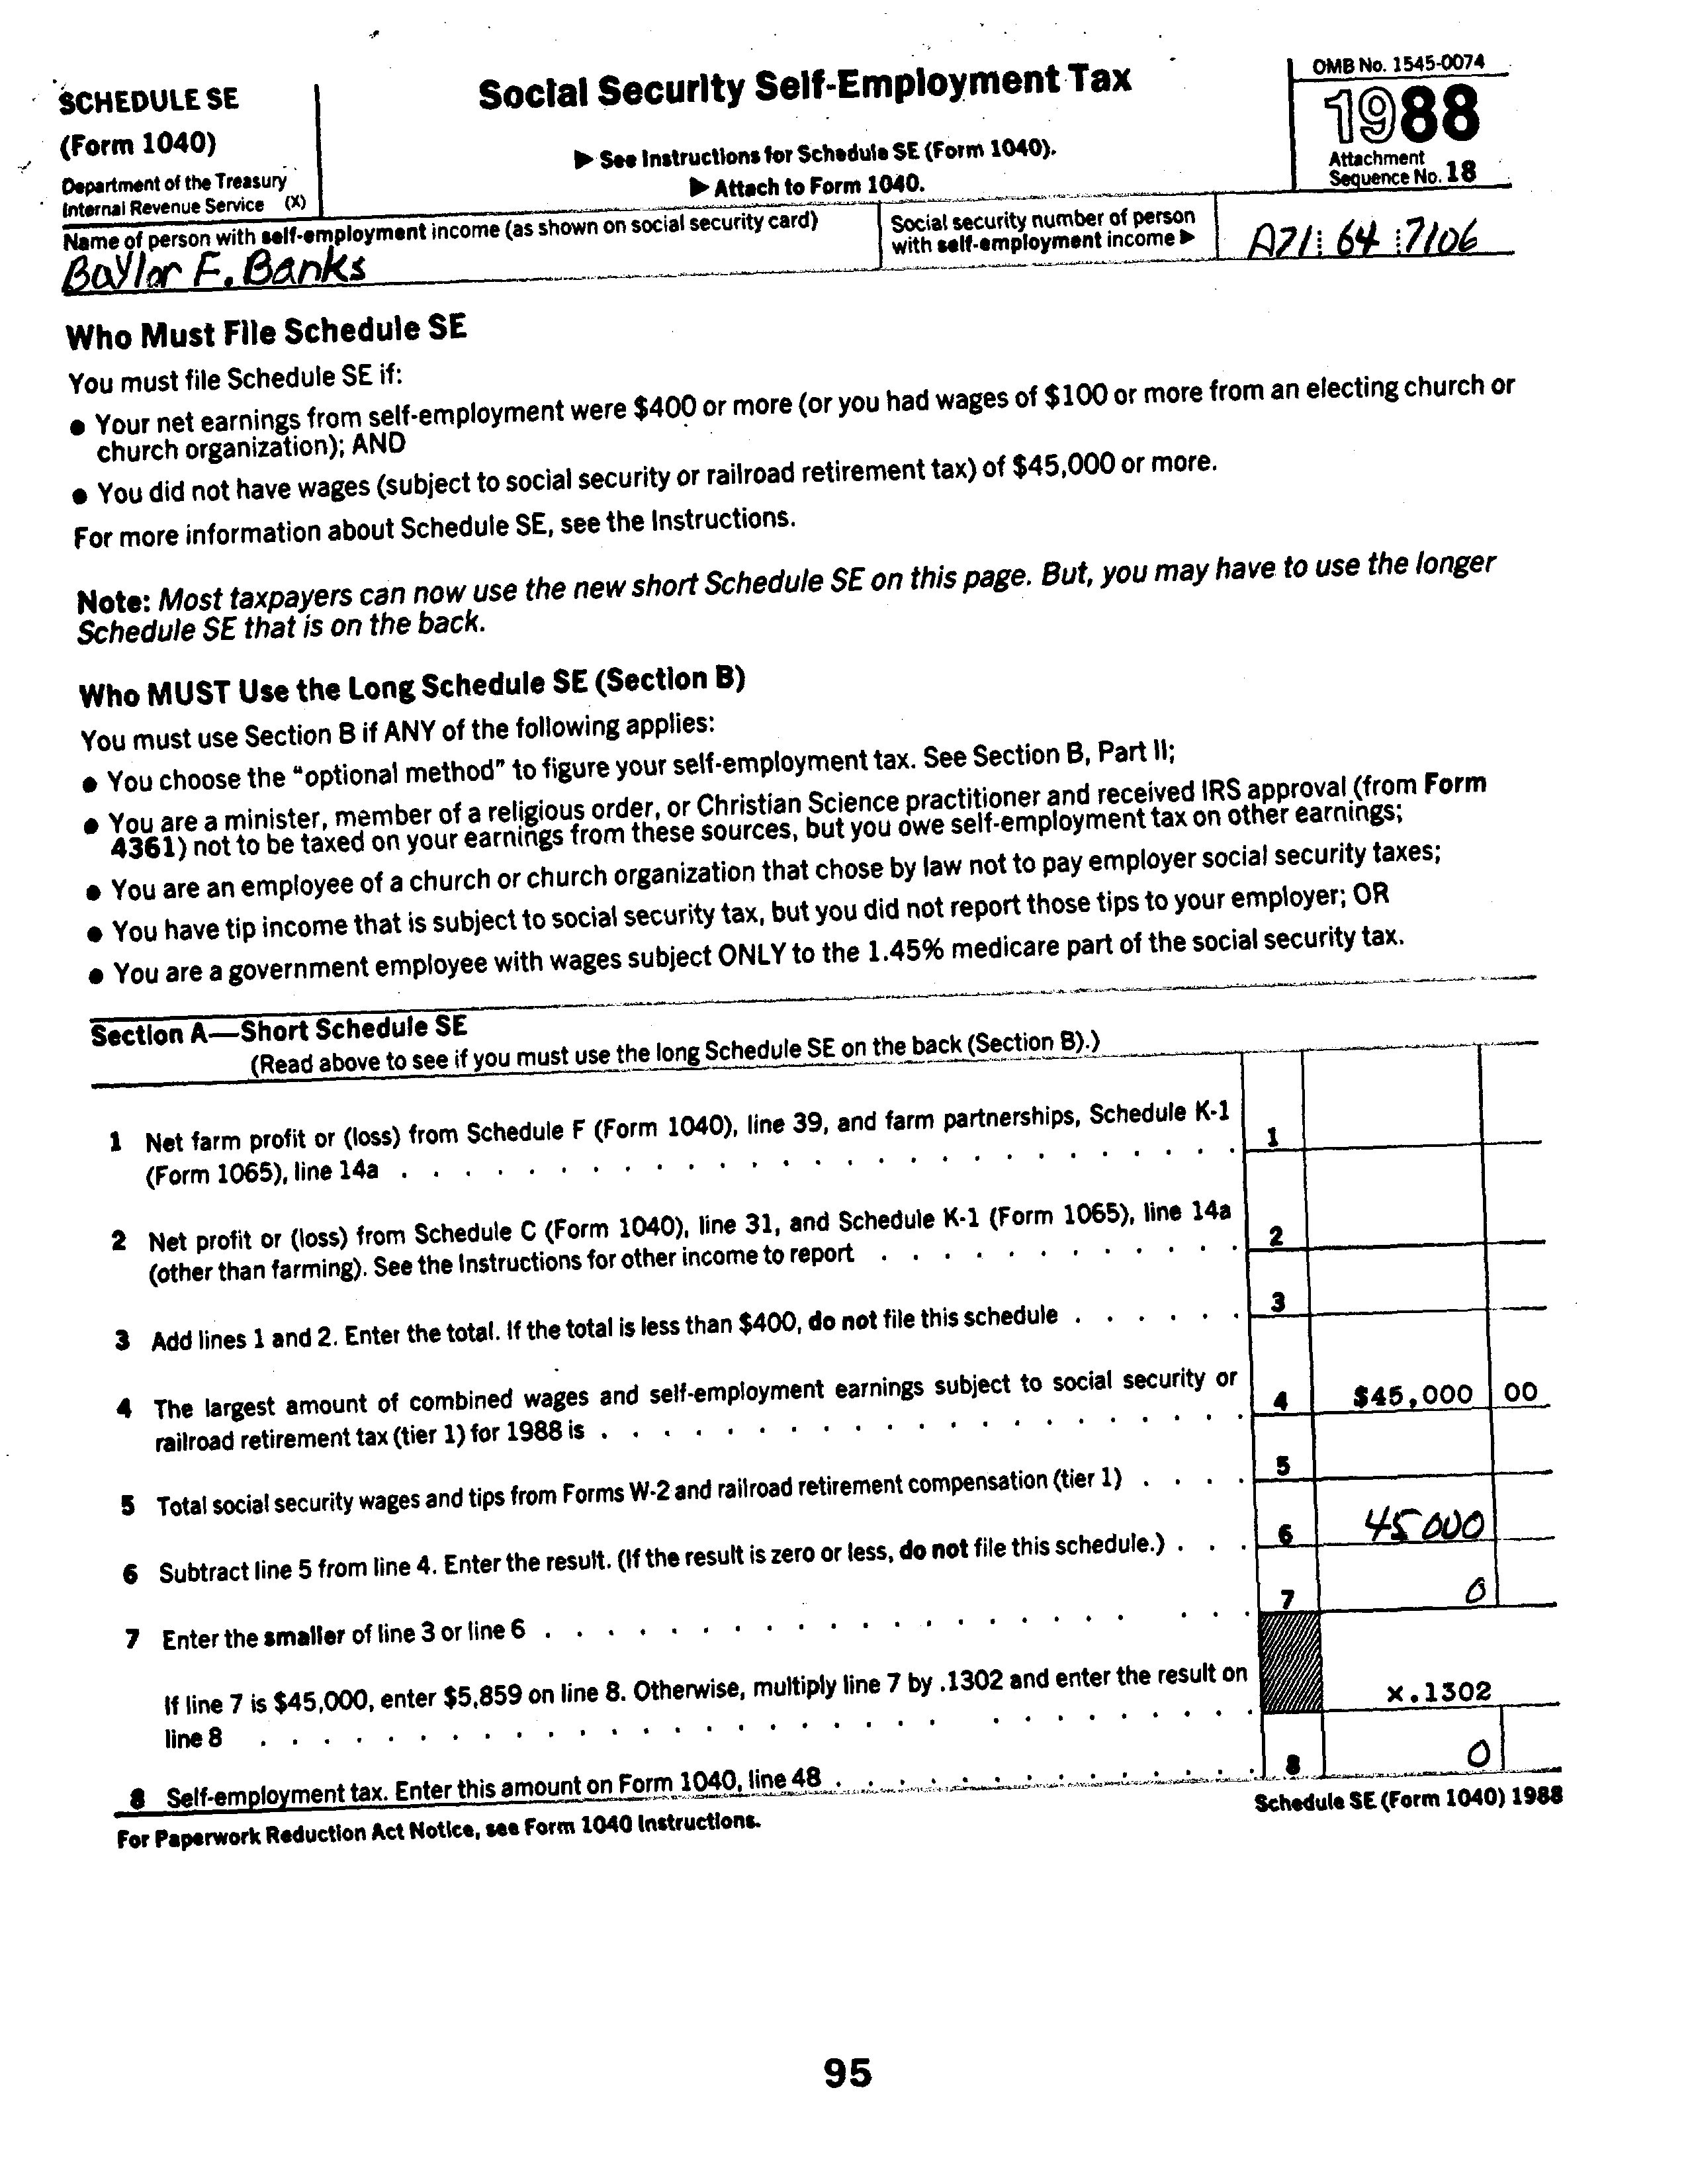 SCHEDULE SE
(Form 1040)
Department of the Treasury
Internal Revenue Service (X)
Social Security Self-Employment Tax
▶ See Instructions for Schedule SE (Form 1040).
▶ Attach to Form 1040.
OMB No. 1545-0074
1988
Attachment
Sequence No. 18
Name of person with self-employment income (as shown on social security card)
Baylor F. Banks
Social security number of person
with self-employment income ▶
A71 64 7106
Who Must File Schedule SE
You must file Schedule SE if:
● Your net earnings from self-employment were $400 or more (or you had wages of $100 or more from an electing church or
church organization); AND
● You did not have wages (subject to social security or railroad retirement tax) of $45,000 or more.
For more information about Schedule SE, see the Instructions.
Note: Most taxpayers can now use the new short Schedule SE on this page. But, you may have to use the longer
Schedule SE that is on the back.
Who MUST Use the Long Schedule SE (Section B)
You must use Section B if ANY of the following applies:
● You choose the “optional method” to figure your self-employment tax. See Section B, Part II;
● You are a minister, member of a religious order, or Christian Science practitioner and received IRS approval (from Form
4361) not to be taxed on your earnings from these sources, but you owe self-employment tax on other earnings;
● You are an employee of a church or church organization that chose by law not to pay employer social security taxes;
● You have tip income that is subject to social security tax, but you did not report those tips to your employer; OR
● You are a government employee with wages subject ONLY to the 1.45% medicare part of the social security tax.
Section A—Short Schedule SE
(Read above to see if you must use the long Schedule SE on the back (Section B).)
1 Net farm profit or (loss) from Schedule F (Form 1040), line 39, and farm partnerships, Schedule K-1
(Form 1065), line 14a . . . . . . . . . . . . . . . . . . . . . . . . . . . 1
2 Net profit or (loss) from Schedule C (Form 1040), line 31, and Schedule K-1 (Form 1065), line 14a
(other than farming). See the Instructions for other income to report . . . . . . . . . . . . 2
3 Add lines 1 and 2. Enter the total. If the total is less than $400, do not file this schedule . . . . . . 3
4 The largest amount of combined wages and self-employment earnings subject to social security or
railroad retirement tax (tier 1) for 1988 is . . . . . . . . . . . . . . . . . . . . . 4 $45,000 00
5 Total social security wages and tips from Forms W-2 and railroad retirement compensation (tier 1) . . . . 5
6 Subtract line 5 from line 4. Enter the result. (If the result is zero or less, do not file this schedule.) . . . 6 45000
7 Enter the smaller of line 3 or line 6 . . . . . . . . . . . . . . . . . . . . . . 7 0
If line 7 is $45,000, enter $5,859 on line 8. Otherwise, multiply line 7 by .1302 and enter the result on
line 8 . . . . . . . . . . . . . . . . . . . . . . . . . . . . . . x.1302
8 Self-employment tax. Enter this amount on Form 1040, line 48 . . . . . . . . . . . . . . 8 0
For Paperwork Reduction Act Notice, see Form 1040 Instructions.
Schedule SE (Form 1040) 1988
95